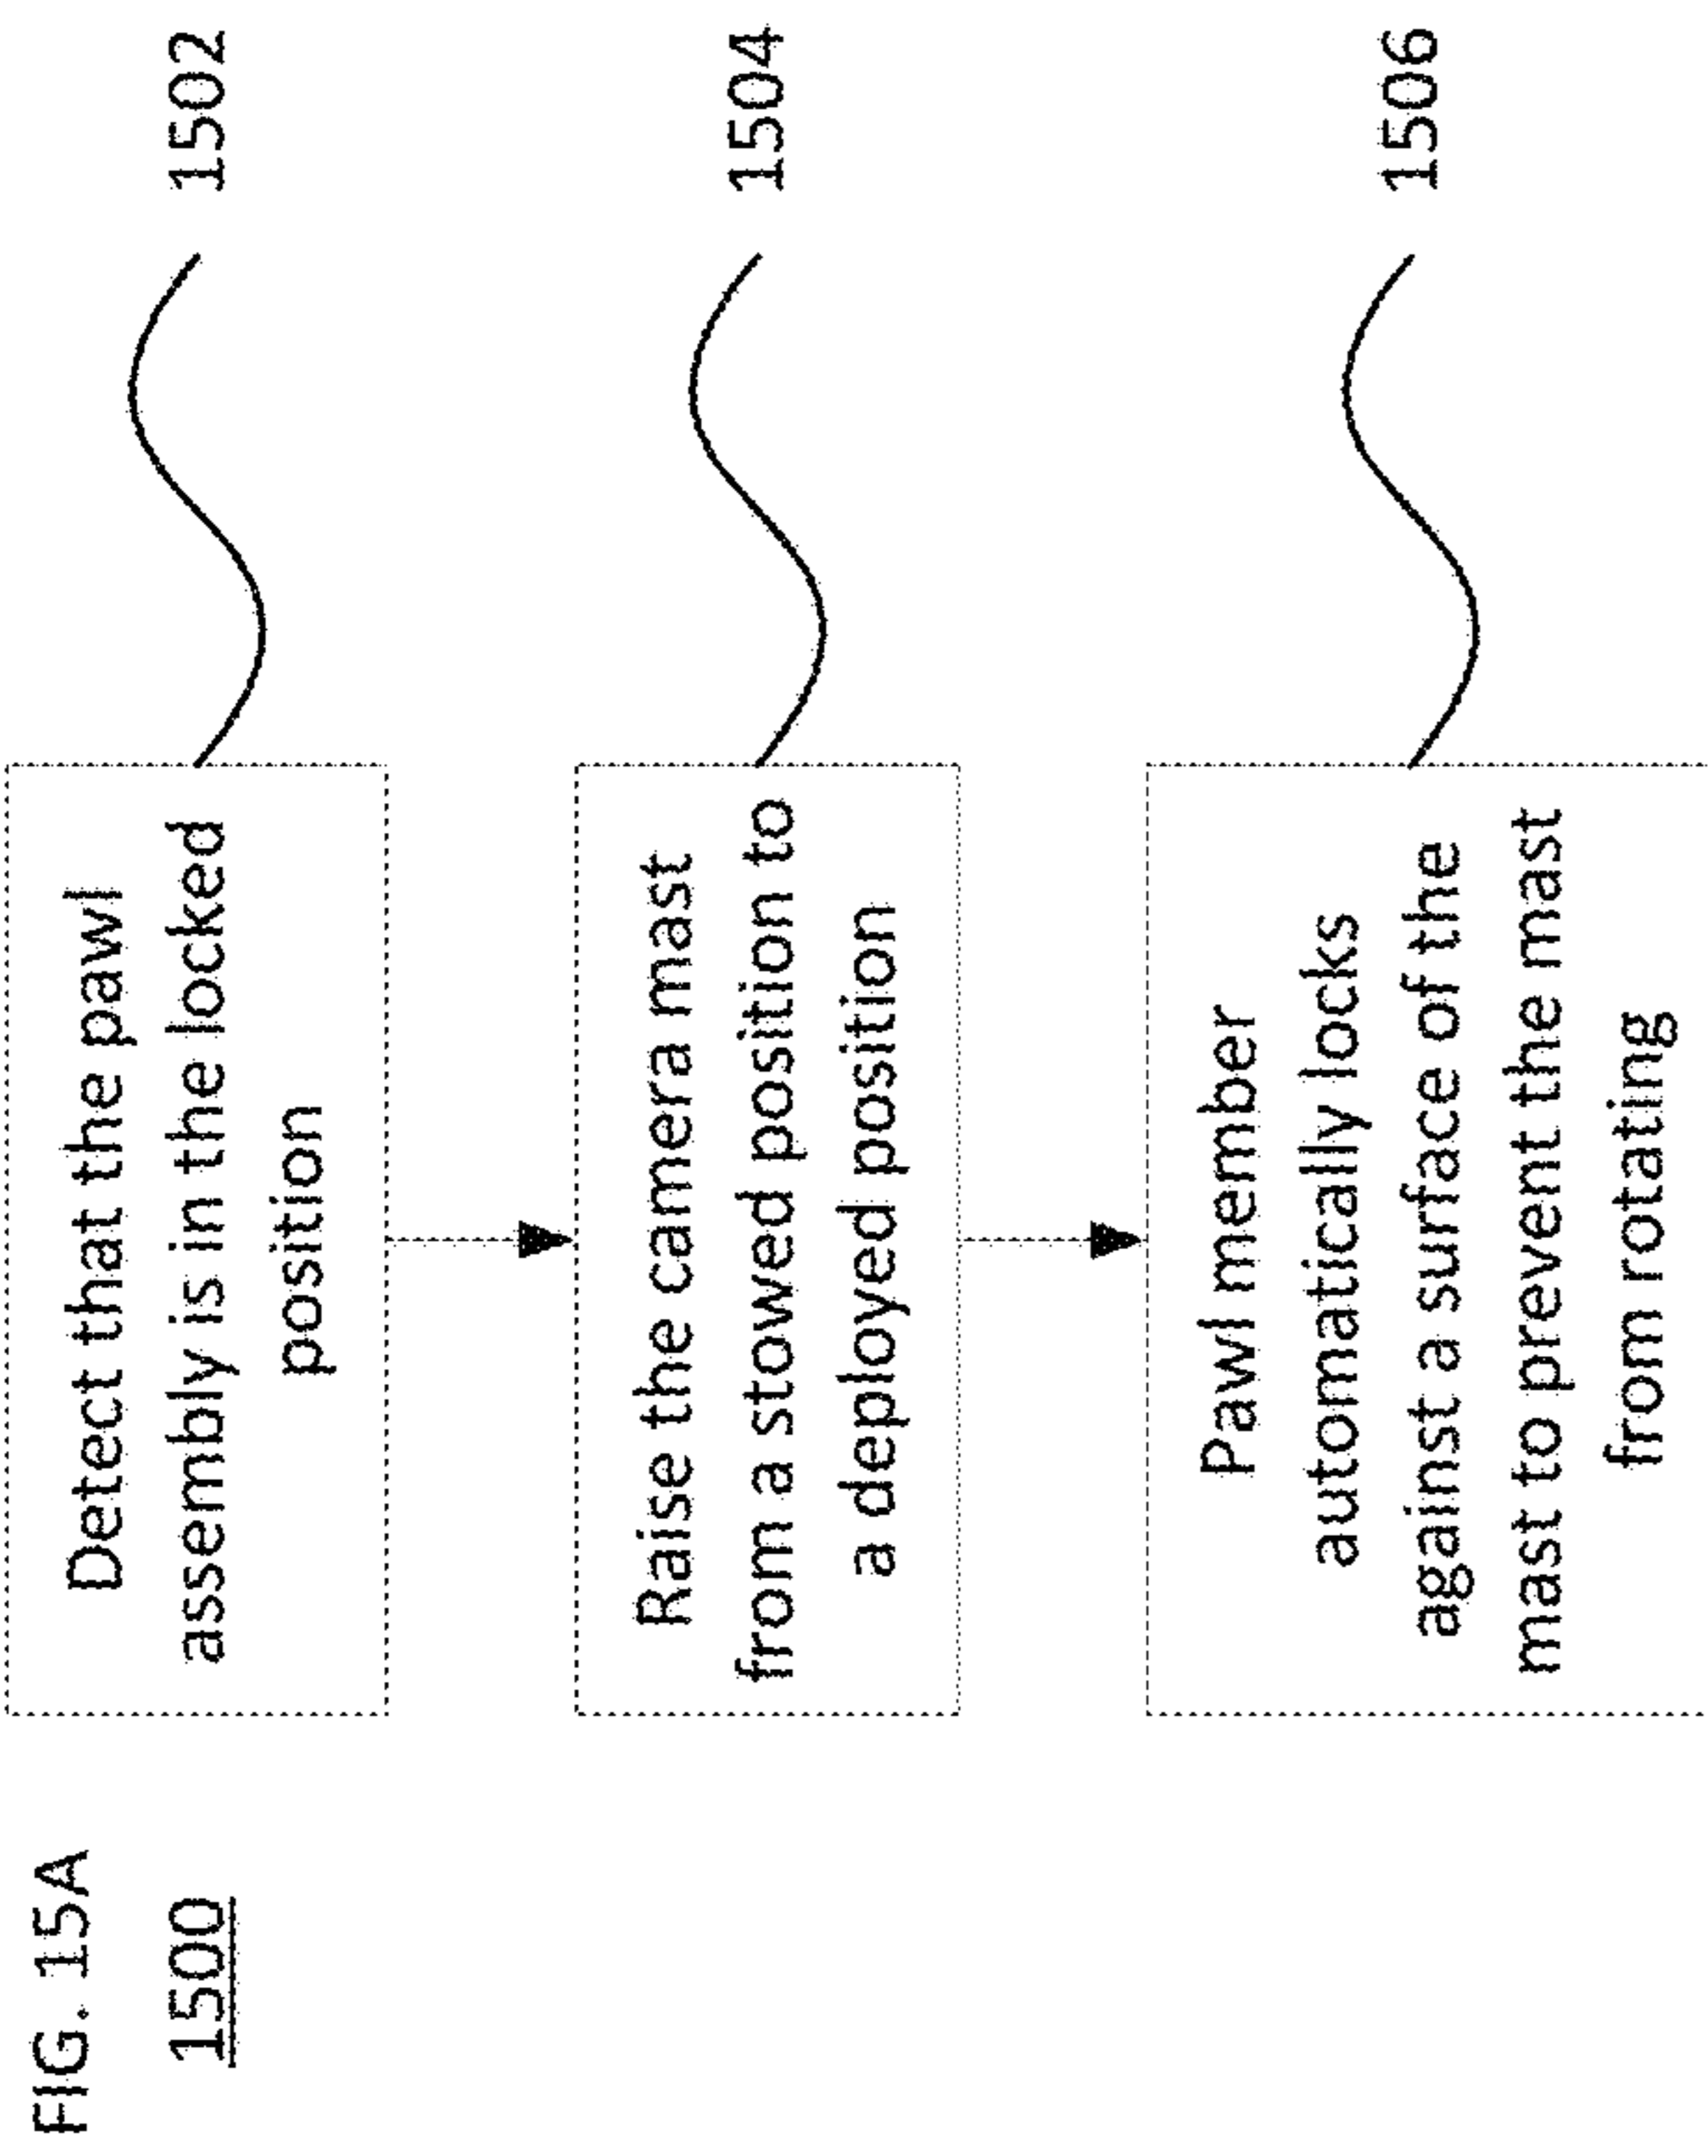 FIG. 15A
1500
Detect that the pawl
assembly is in the locked
position
1502
Raise the camera mast
from a stowed position to
a deployed position
1504
Pawl member
automatically locks
against a surface of the
mast to prevent the mast
from rotating
1506